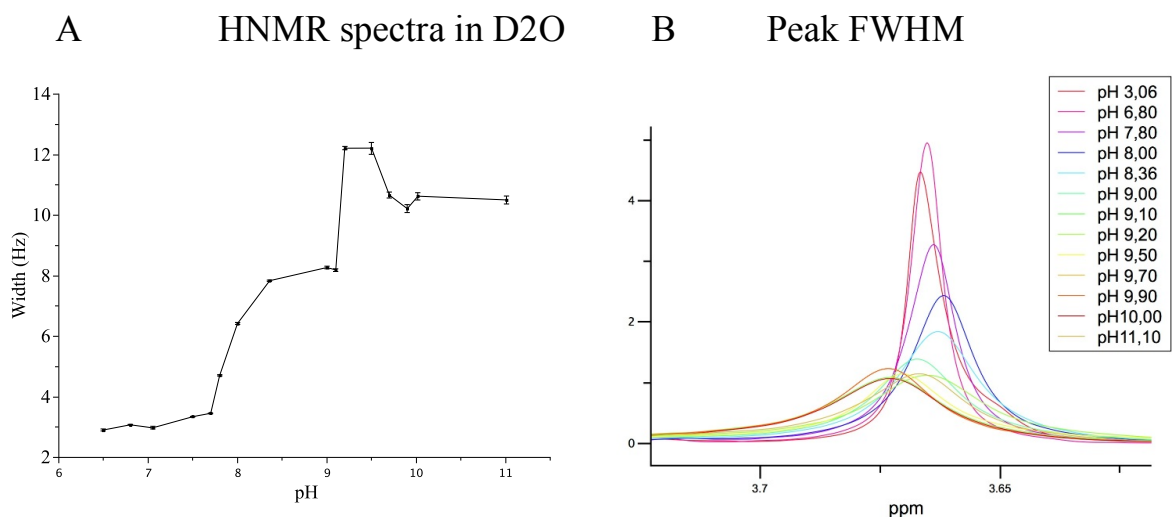 A HNMR spectra in D2O
B Peak FWHM
14
12
10
8
6
4
2
Width (Hz)
6 7 8 9 10 11
pH
4
2
0
3.7 3.65
ppm
pH 3,06
pH 6,80
pH 7,80
pH 8,00
pH 8,36
pH 9,00
pH 9,10
pH 9,20
pH 9,50
pH 9,70
pH 9,90
pH10,00
pH11,10